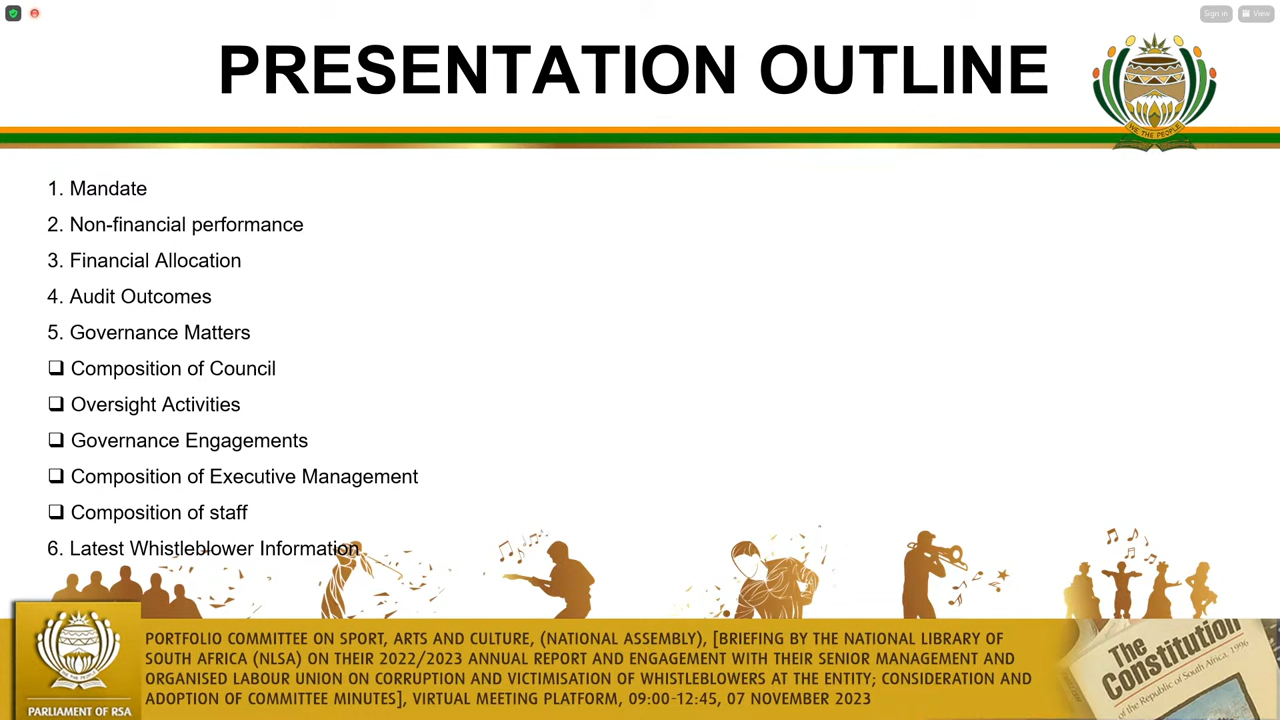 Sign in
View
PRESENTATION OUTLINE
WE, THE PEOPLE
1. Mandate
2. Non-financial performance
3. Financial Allocation
4. Audit Outcomes
5. Governance Matters
❑ Composition of Council
❑ Oversight Activities
❑ Governance Engagements
❑ Composition of Executive Management
❑ Composition of staff
6. Latest Whistleblower Information
PORTFOLIO COMMITTEE ON SPORT, ARTS AND CULTURE, (NATIONAL ASSEMBLY), [BRIEFING BY THE NATIONAL LIBRARY OF
SOUTH AFRICA (NLSA) ON THEIR 2022/2023 ANNUAL REPORT AND ENGAGEMENT WITH THEIR SENIOR MANAGEMENT AND
ORGANISED LABOUR UNION ON CORRUPTION AND VICTIMISATION OF WHISTLEBLOWERS AT THE ENTITY; CONSIDERATION AND
ADOPTION OF COMMITTEE MINUTES], VIRTUAL MEETING PLATFORM, 09:00-12:45, 07 NOVEMBER 2023
PARLIAMENT OF RSA
The
Constitution
of the Republic of South Africa, 1996